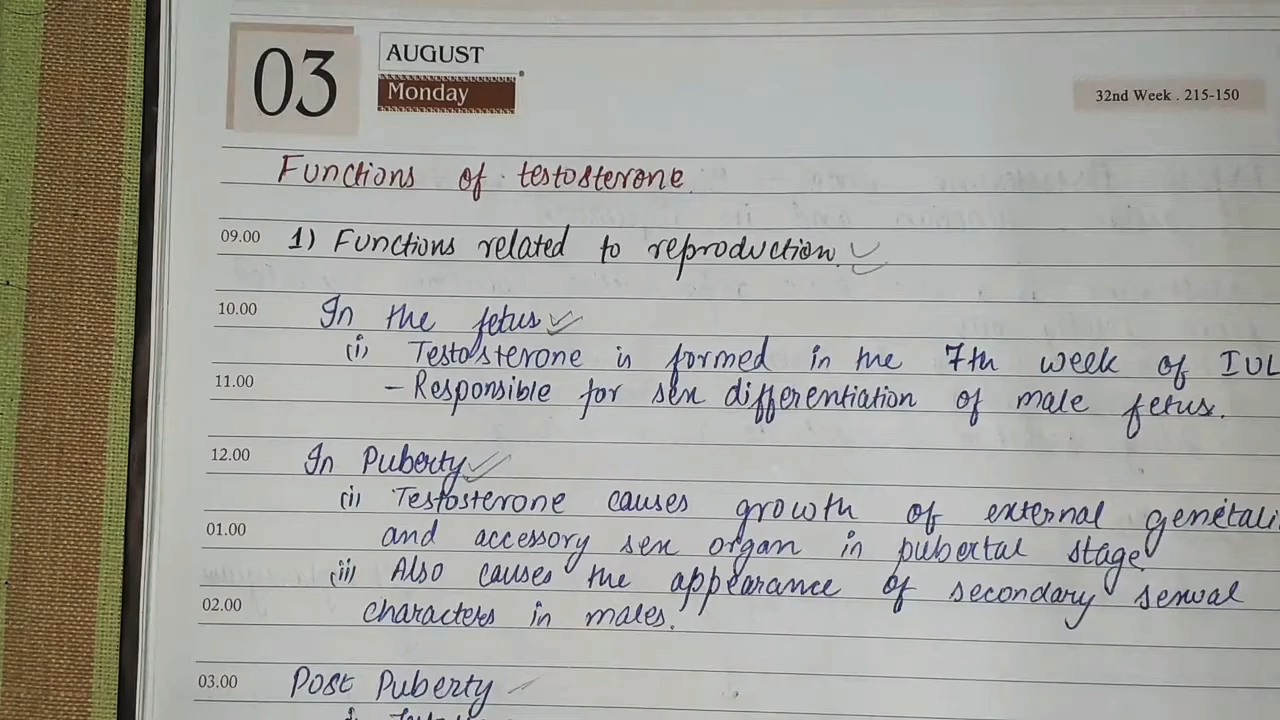 03
AUGUST
Monday
32nd Week . 215-150
Functions of testosterone.
09.00 1) Functions related to reproduction.
10.00 In the fetus
(i) Testosterone is formed in the 7th week of IUL
11.00 - Responsible for sex differentiation of male fetus.
12.00 In Puberty
(i) Testosterone causes growth of external genitali
01.00 and accessory sex organ in pubertal stage
(ii) Also causes the appearance of secondary sexual
02.00 characters in males.
03.00 Post Puberty